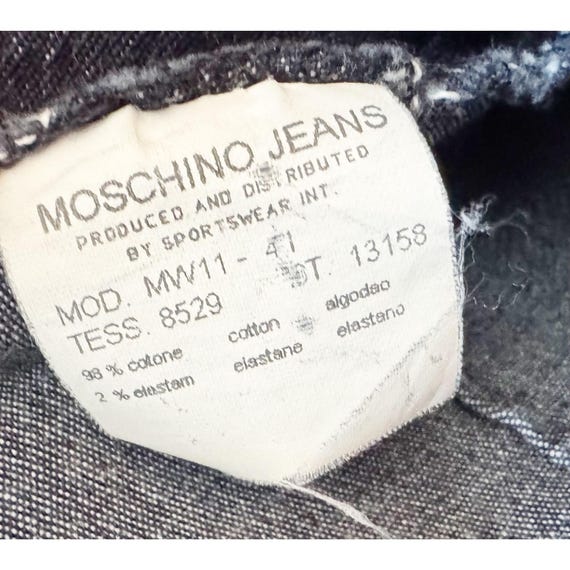 MOSCHINO JEANS
PRODUCED AND DISTRIBUTED
BY SPORTSWEAR INT.
MOD. MW11 - 41
TESS. 8529 ST. 13158
98 % cotone cotton algodao
2 % elastam elastane elastano